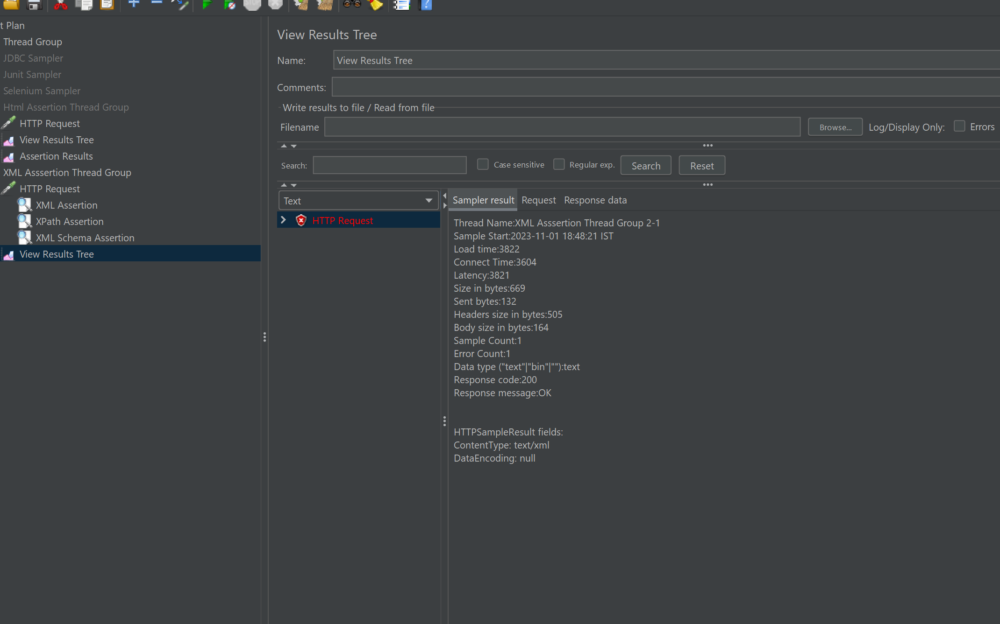 STOP
t Plan
Thread Group
JDBC Sampler
Junit Sampler
Selenium Sampler
Html Assertion Thread Group
HTTP Request
View Results Tree
Assertion Results
XML Asssertion Thread Group
HTTP Request
XML Assertion
XPath Assertion
XML Schema Assertion
View Results Tree
View Results Tree
Name: View Results Tree
Comments:
Write results to file / Read from file
Filename Browse... Log/Display Only: Errors
Search: Case sensitive Regular exp. Search Reset
Text
HTTP Request
Sampler result Request Response data
Thread Name:XML Asssertion Thread Group 2-1
Sample Start:2023-11-01 18:48:21 IST
Load time:3822
Connect Time:3604
Latency:3821
Size in bytes:669
Sent bytes:132
Headers size in bytes:505
Body size in bytes:164
Sample Count:1
Error Count:1
Data type ("text"|"bin"|""):text
Response code:200
Response message:OK
HTTPSampleResult fields:
ContentType: text/xml
DataEncoding: null